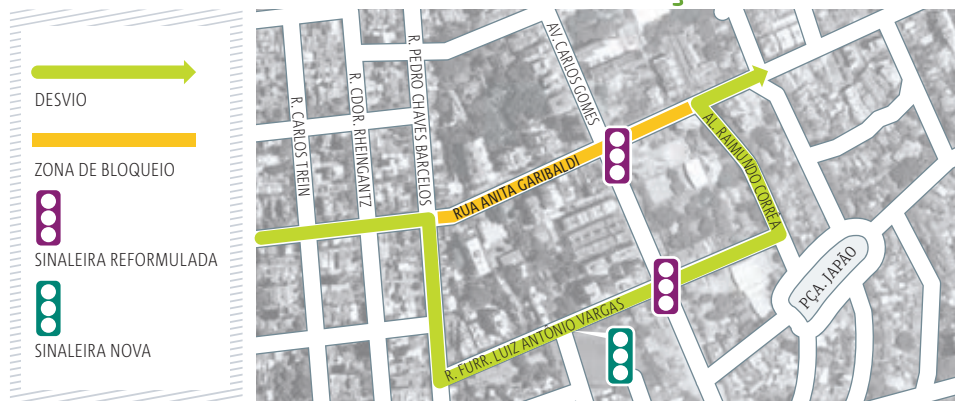 DESVIO
ZONA DE BLOQUEIO
SINALEIRA REFORMULADA
SINALEIRA NOVA
R. CARLOS TREIN
R. CDOR. RHEINGANTZ
R. PEDRO CHAVES BARCELOS
AV. CARLOS GOMES
RUA ANITA GARIBALDI
AL. RAIMUNDO CORRÊA
R. FURR. LUIZ ANTONIO VARGAS
PÇA. JAPÃO